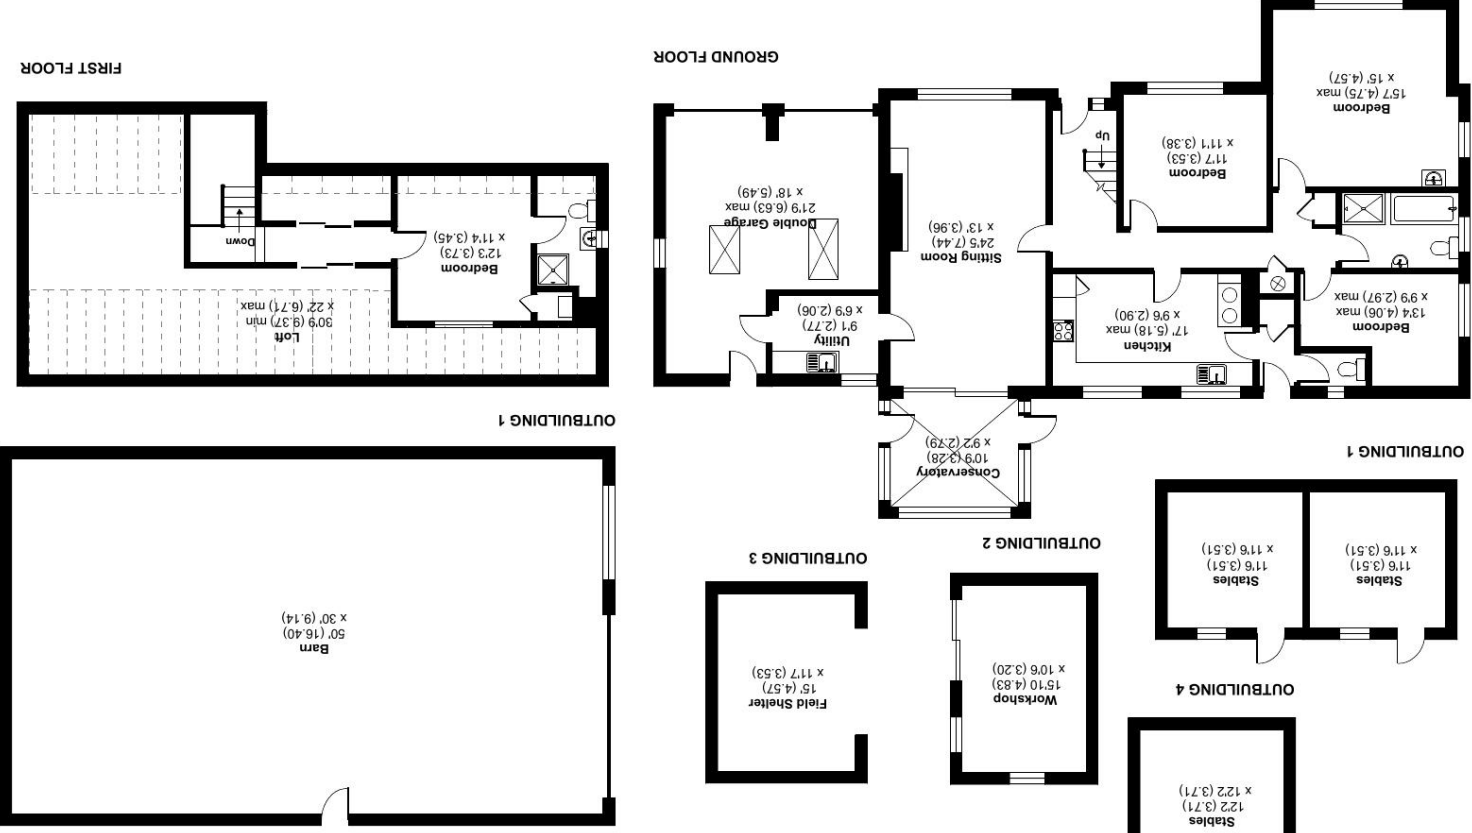 Stables
12'2 (3.71)
x 12'2 (3.71)
OUTBUILDING 4
Workshop
15'10 (4.83)
x 10'6 (3.20)
OUTBUILDING 2
Field Shelter
15' (4.57)
x 11'7 (3.53)
OUTBUILDING 3
Barn
50' (16.40)
x 30' (9.14)
OUTBUILDING 1
Stables
11'6 (3.51)
x 11'6 (3.51)
Stables
11'6 (3.51)
x 11'6 (3.51)
OUTBUILDING 1
Conservatory
10'9 (3.28)
x 9'2 (2.79)
Bedroom
13'4 (4.06) max
x 9'9 (2.97) max
Kitchen
17' (5.18) max
x 9'6 (2.90)
Utility
9'1 (2.77)
x 6'9 (2.06)
Sitting Room
24'5 (7.44)
x 13' (3.96)
Double Garage
21'9 (6.63) max
x 18' (5.49)
Bedroom
11'7 (3.53)
x 11'1 (3.38)
Up
Bedroom
15'7 (4.75) max
x 15' (4.57)
GROUND FLOOR
Loft
30'9 (9.37) min
x 22' (6.71) max
Bedroom
12'3 (3.73)
x 11'4 (3.45)
Down
FIRST FLOOR